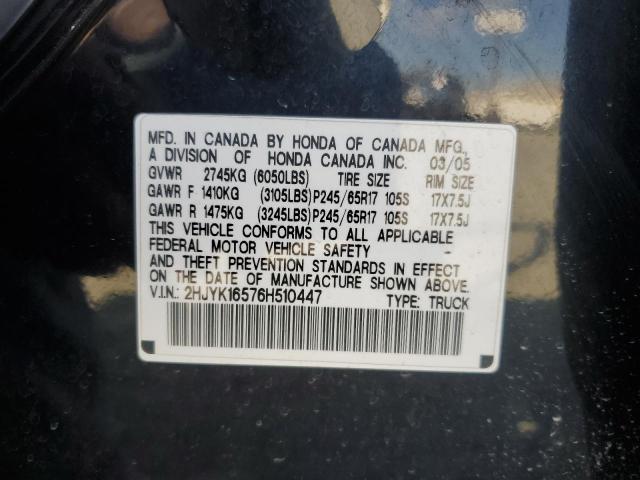 MFD. IN CANADA BY HONDA OF CANADA MFG.,
A DIVISION OF HONDA CANADA INC. 03/05
GVWR 2745KG (6050LBS) TIRE SIZE RIM SIZE
GAWR F 1410KG (3105LBS)P245/65R17 105S 17X7.5J
GAWR R 1475KG (3245LBS)P245/65R17 105S 17X7.5J
THIS VEHICLE CONFORMS TO ALL APPLICABLE
FEDERAL MOTOR VEHICLE SAFETY
AND THEFT PREVENTION STANDARDS IN EFFECT
ON THE DATE OF MANUFACTURE SHOWN ABOVE.
V.I.N.: 2HJYK16576H510447 TYPE: TRUCK